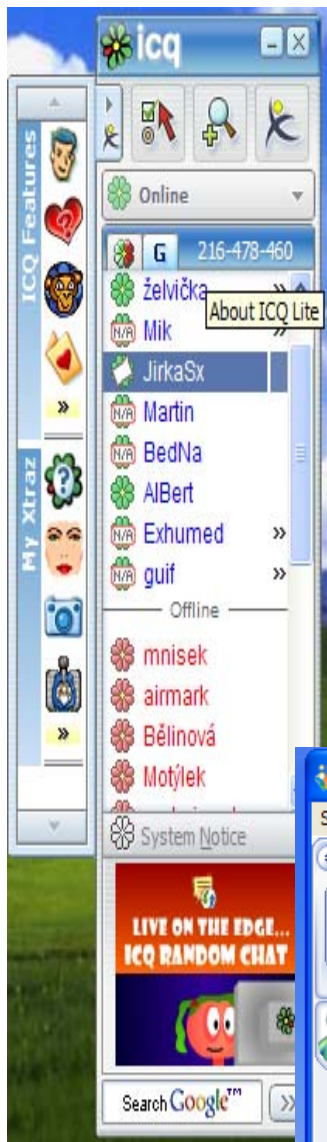 icq
ICQ Features
My Xtraz
Online
G 216-478-460
želvička »
About ICQ Lite
N/A Mik »
JirkaSx
N/A Martin
N/A BedNa
AlBert
N/A Exhumed »
N/A guif »
Offline
mnisek
airmark
Bělinová
Motýlek
System Notice
LIVE ON THE EDGE...
ICQ RANDOM CHAT
Search Google™ »
»
»
S